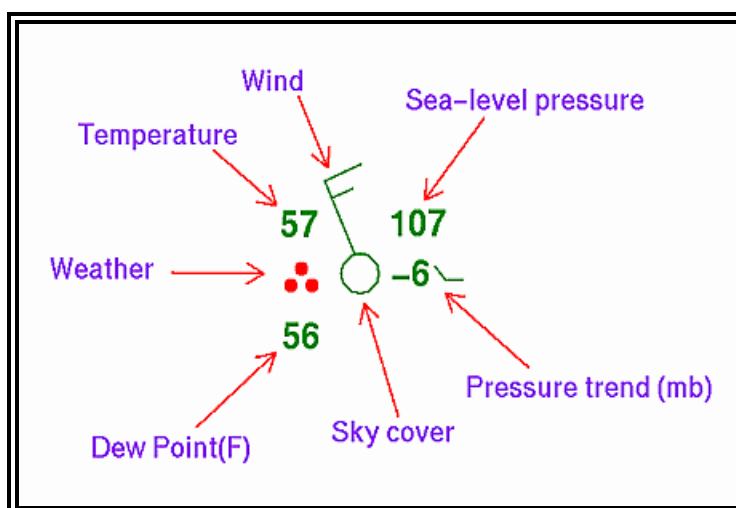 Wind
Sea-level pressure
Temperature
57
107
Weather
-6
56
Pressure trend (mb)
Sky cover
Dew Point(F)